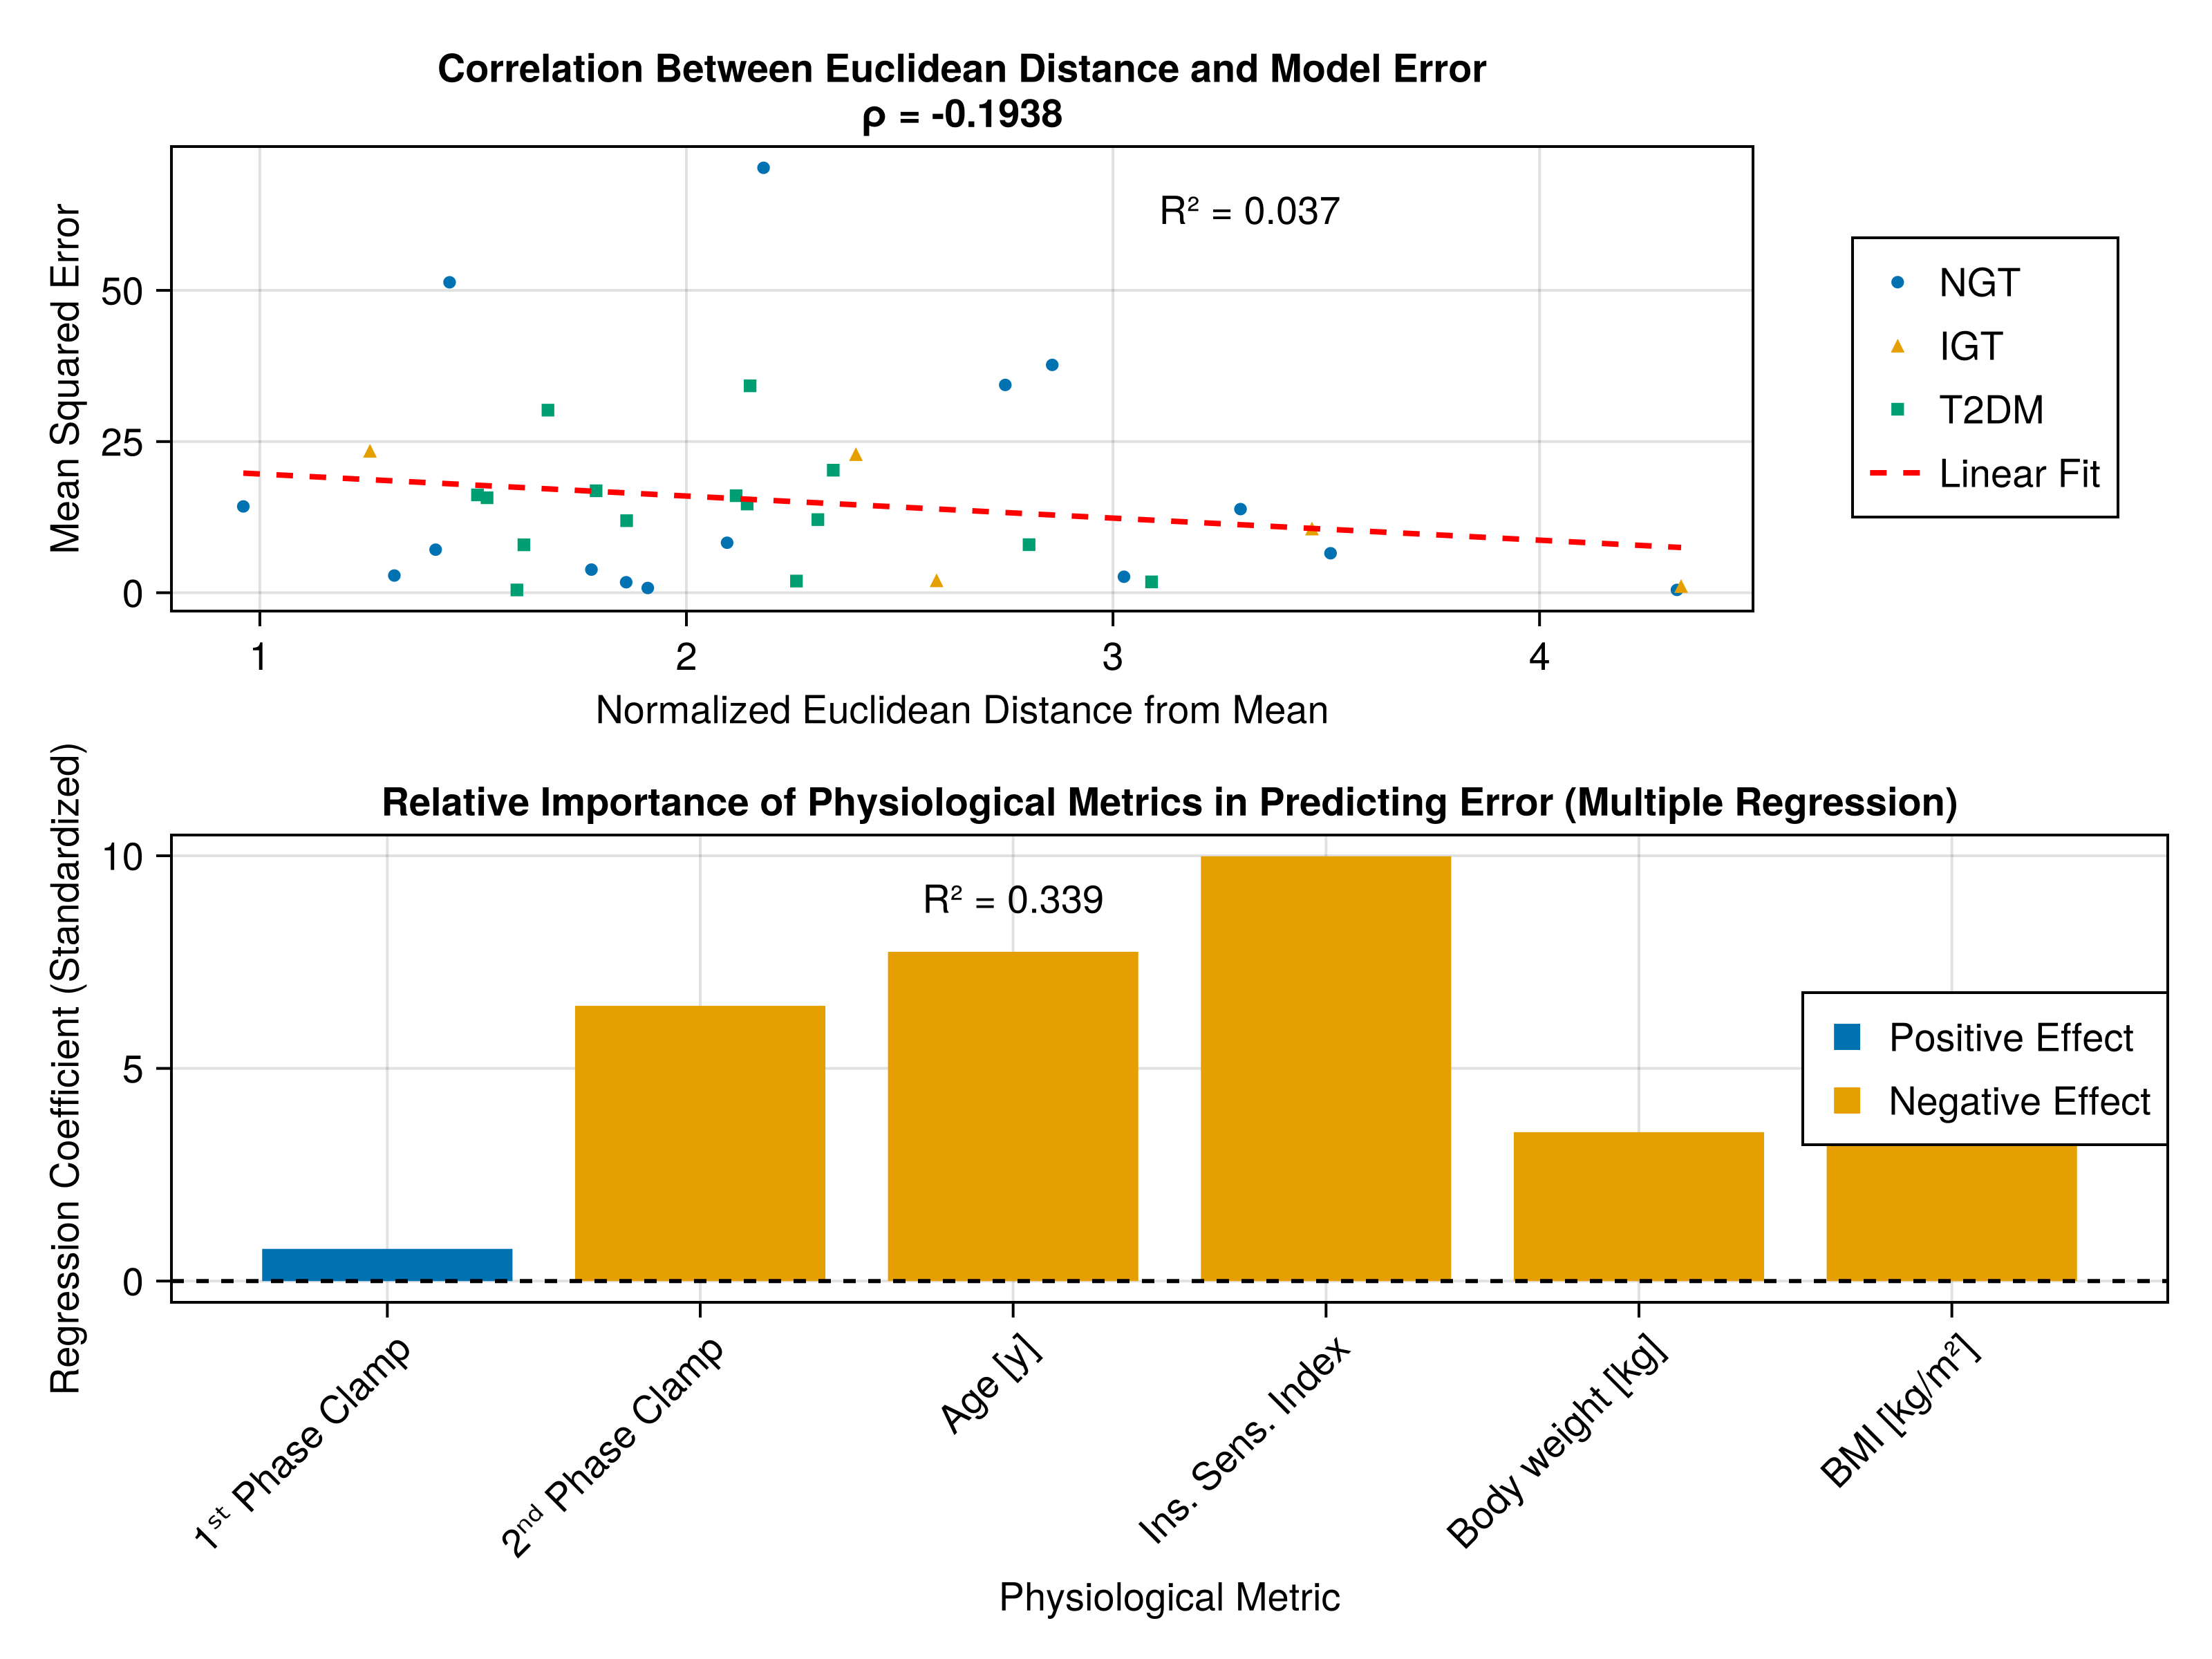 Correlation Between Euclidean Distance and Model Error
ρ = -0.1938
Mean Squared Error
50
25
0
R² = 0.037
1
2
3
4
Normalized Euclidean Distance from Mean
NGT
IGT
T2DM
Linear Fit
Relative Importance of Physiological Metrics in Predicting Error (Multiple Regression)
Regression Coefficient (Standardized)
10
5
0
R² = 0.339
Positive Effect
Negative Effect
1ˢᵗ Phase Clamp
2ⁿᵈ Phase Clamp
Age [y]
Ins. Sens. Index
Body weight [kg]
BMI [kg/m²]
Physiological Metric